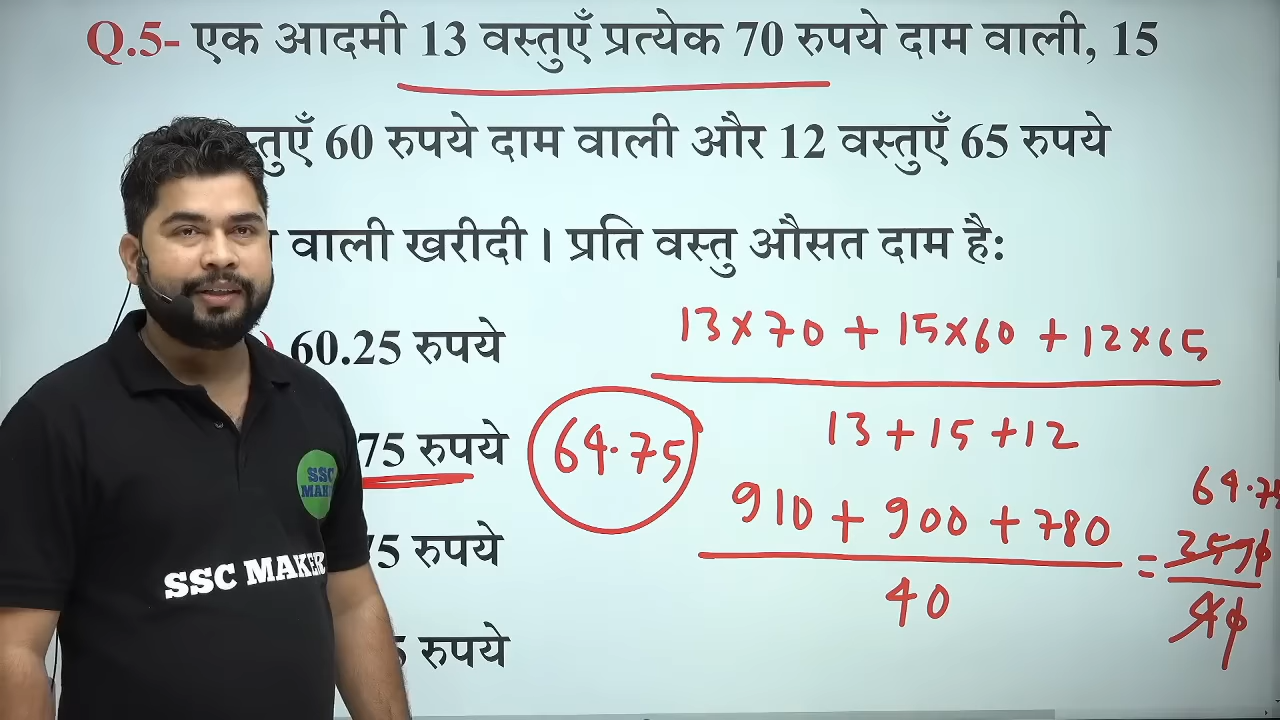 Q.5- एक आदमी 13 वस्तुएँ प्रत्येक 70 रुपये दाम वाली, 15
60 रुपये दाम वाली और 12 वस्तुएँ 65 रुपये
वाली खरीदी । प्रति वस्तु औसत दाम है:
60.25 रुपये
75 रुपये
75 रुपये
रुपये
13×70 + 15×60 + 12×65
13+15+12
64.75
910 + 900 + 780
40
=
SSC
SSC MAKER